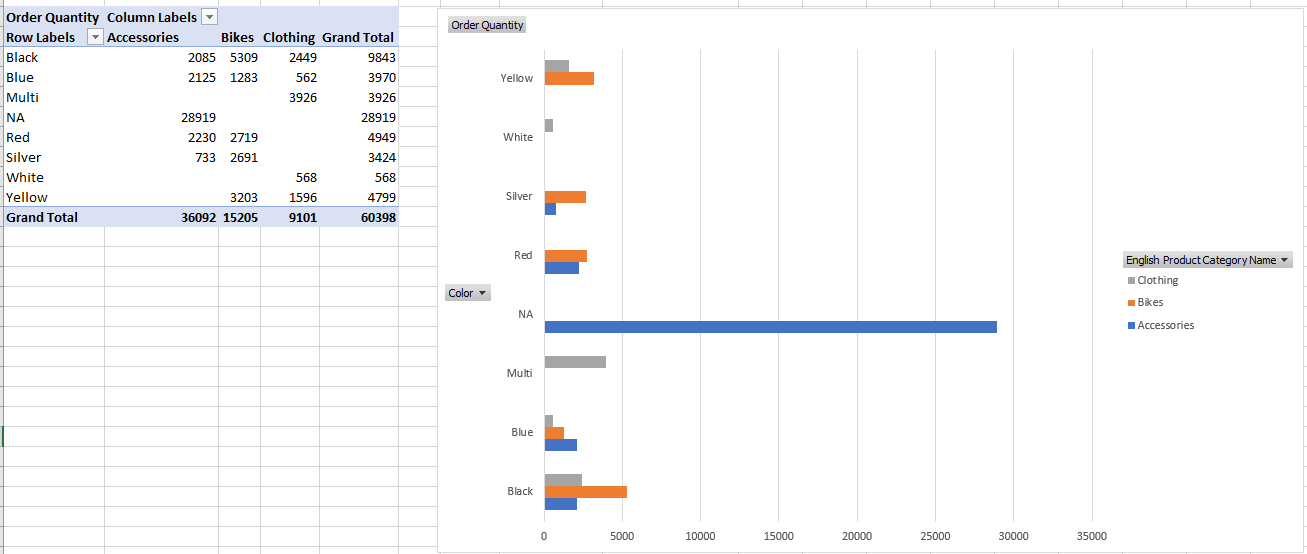 Order Quantity Column Labels
Row Labels Accessories Bikes Clothing Grand Total
Black 2085 5309 2449 9843
Blue 2125 1283 562 3970
Multi 3926 3926
NA 28919 28919
Red 2230 2719 4949
Silver 733 2691 3424
White 568 568
Yellow 3203 1596 4799
Grand Total 36092 15205 9101 60398
Order Quantity
Yellow
White
Silver
Red
Color
NA
Multi
Blue
Black
0 5000 10000 15000 20000 25000 30000 35000
English Product Category Name
Clothing
Bikes
Accessories